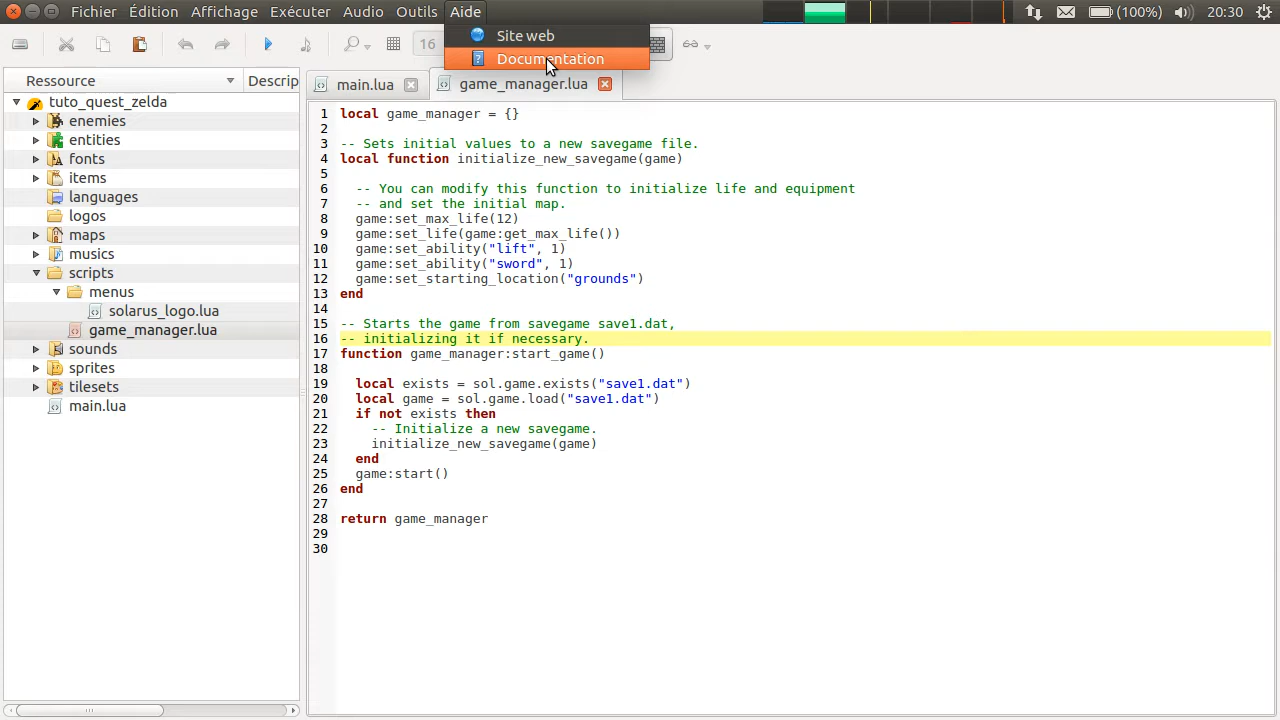 Fichier Édition Affichage Exécuter Audio Outils Aide (100%) 20:30
Site web
Documentation
16
Ressource Descrip
main.lua game_manager.lua
tuto_quest_zelda
enemies
entities
fonts
items
languages
logos
maps
musics
scripts
menus
solarus_logo.lua
game_manager.lua
sounds
sprites
tilesets
main.lua
1 local game_manager = {}
2
3 -- Sets initial values to a new savegame file.
4 local function initialize_new_savegame(game)
5
6 -- You can modify this function to initialize life and equipment
7 -- and set the initial map.
8 game:set_max_life(12)
9 game:set_life(game:get_max_life())
10 game:set_ability("lift", 1)
11 game:set_ability("sword", 1)
12 game:set_starting_location("grounds")
13 end
14
15 -- Starts the game from savegame save1.dat,
16 -- initializing it if necessary.
17 function game_manager:start_game()
18
19 local exists = sol.game.exists("save1.dat")
20 local game = sol.game.load("save1.dat")
21 if not exists then
22 -- Initialize a new savegame.
23 initialize_new_savegame(game)
24 end
25 game:start()
26 end
27
28 return game_manager
29
30